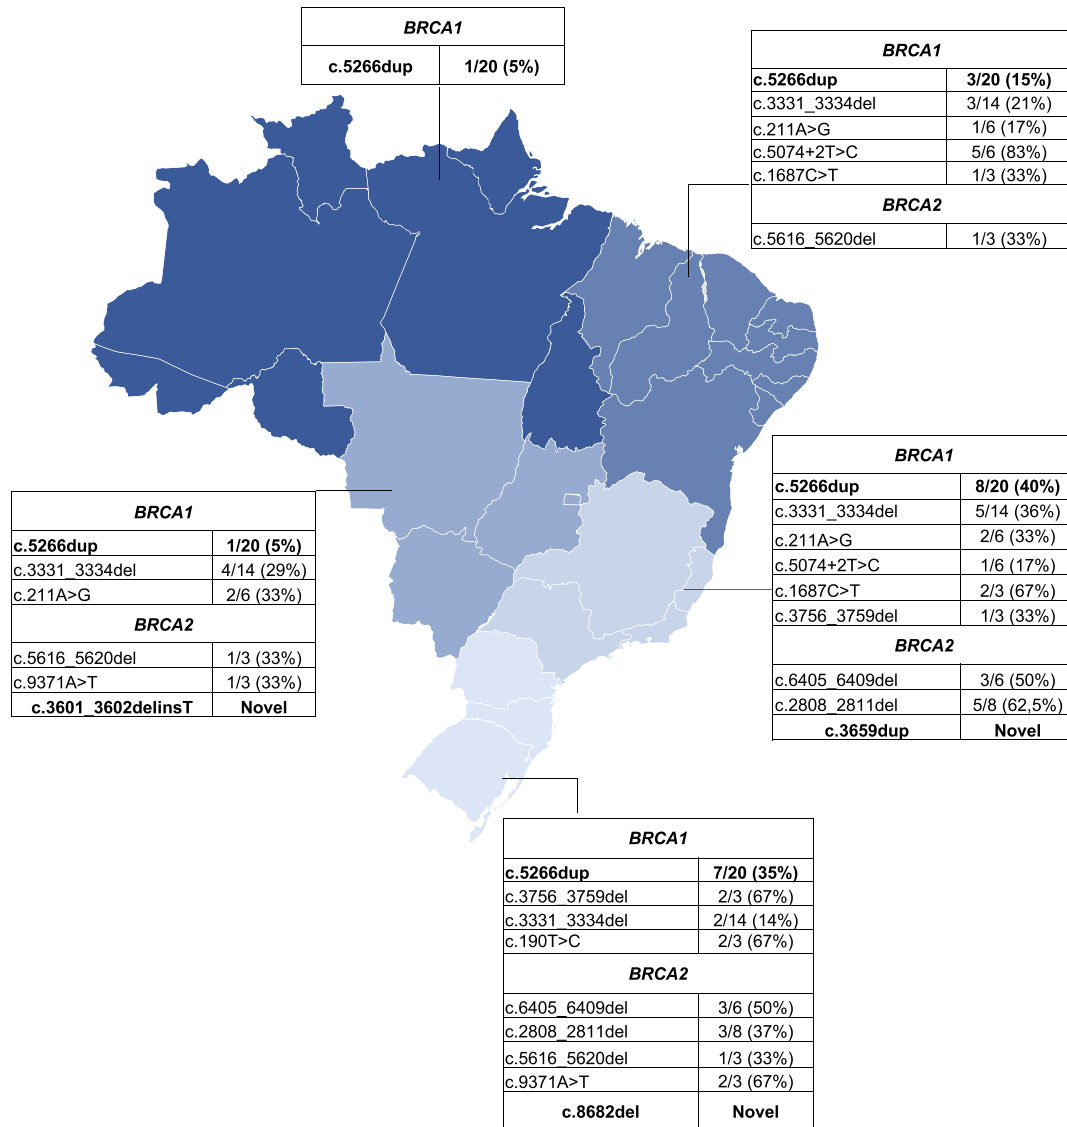 BRCA1
c.5266dup 1/20 (5%)
BRCA1
c.5266dup 3/20 (15%)
c.3331_3334del 3/14 (21%)
c.211A>G 1/6 (17%)
c.5074+2T>C 5/6 (83%)
c.1687C>T 1/3 (33%)
BRCA2
c.5616_5620del 1/3 (33%)
BRCA1
c.5266dup 8/20 (40%)
c.3331_3334del 5/14 (36%)
c.211A>G 2/6 (33%)
c.5074+2T>C 1/6 (17%)
c.1687C>T 2/3 (67%)
c.3756_3759del 1/3 (33%)
BRCA2
c.6405_6409del 3/6 (50%)
c.2808_2811del 5/8 (62,5%)
c.3659dup Novel
BRCA1
c.5266dup 1/20 (5%)
c.3331_3334del 4/14 (29%)
c.211A>G 2/6 (33%)
BRCA2
c.5616_5620del 1/3 (33%)
c.9371A>T 1/3 (33%)
c.3601_3602delinsT Novel
BRCA1
c.5266dup 7/20 (35%)
c.3756_3759del 2/3 (67%)
c.3331_3334del 2/14 (14%)
c.190T>C 2/3 (67%)
BRCA2
c.6405_6409del 3/6 (50%)
c.2808_2811del 3/8 (37%)
c.5616_5620del 1/3 (33%)
c.9371A>T 2/3 (67%)
c.8682del Novel